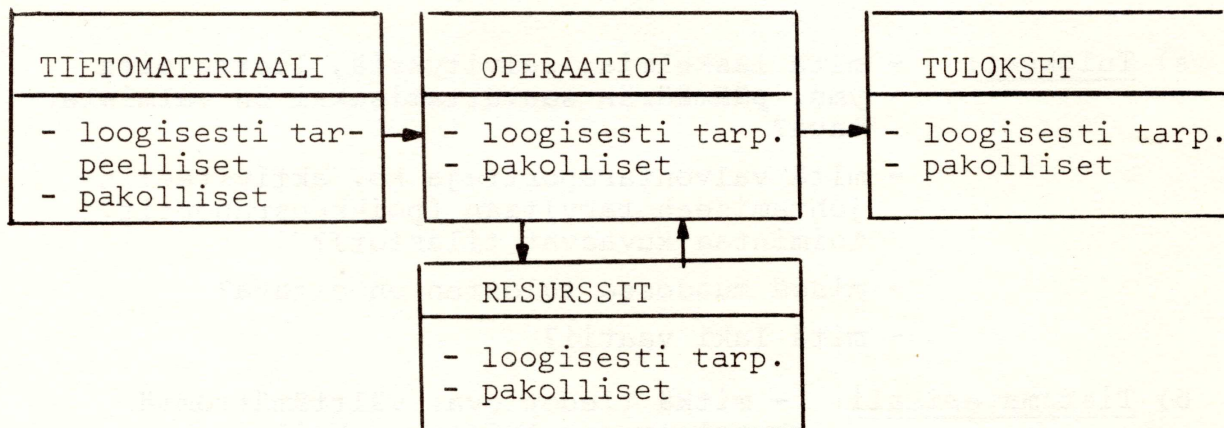 TIETOMATERIAALI
- loogisesti tar-
peelliset
- pakolliset
OPERAATIOT
- loogisesti tarp.
- pakolliset
TULOKSET
- loogisesti tarp.
- pakolliset
RESURSSIT
- loogisesti tarp.
- pakolliset